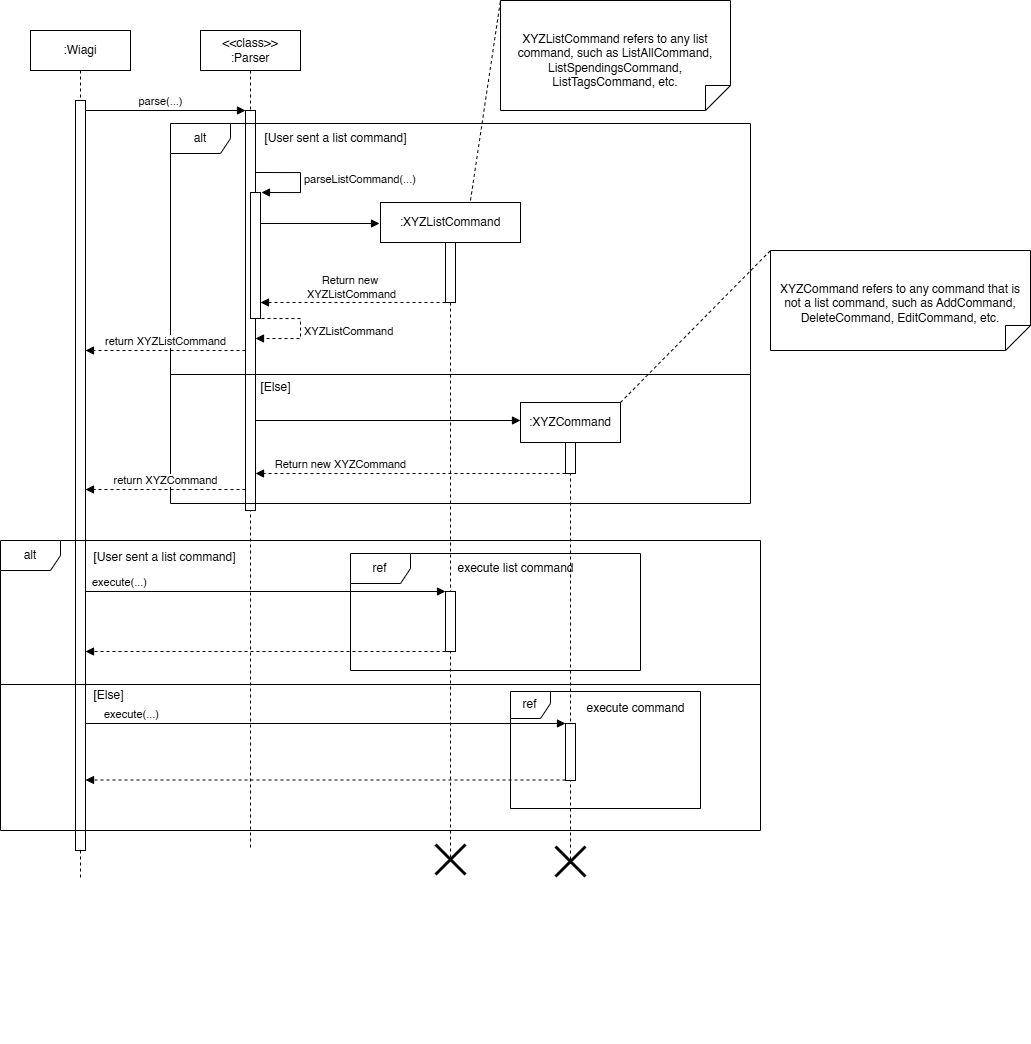 XYZListCommand refers to any list
command, such as ListAllCommand,
ListSpendingsCommand,
ListTagsCommand, etc.
:Wiagi
<<class>>
:Parser
parse(...)
alt
[User sent a list command]
parseListCommand(...)
:XYZListCommand
Return new
XYZListCommand
XYZListCommand
return XYZListCommand
XYZCommand refers to any command that is
not a list command, such as AddCommand,
DeleteCommand, EditCommand, etc.
[Else]
:XYZCommand
Return new XYZCommand
return XYZCommand
alt
[User sent a list command]
ref
execute list command
execute(...)
[Else]
ref
execute command
execute(...)